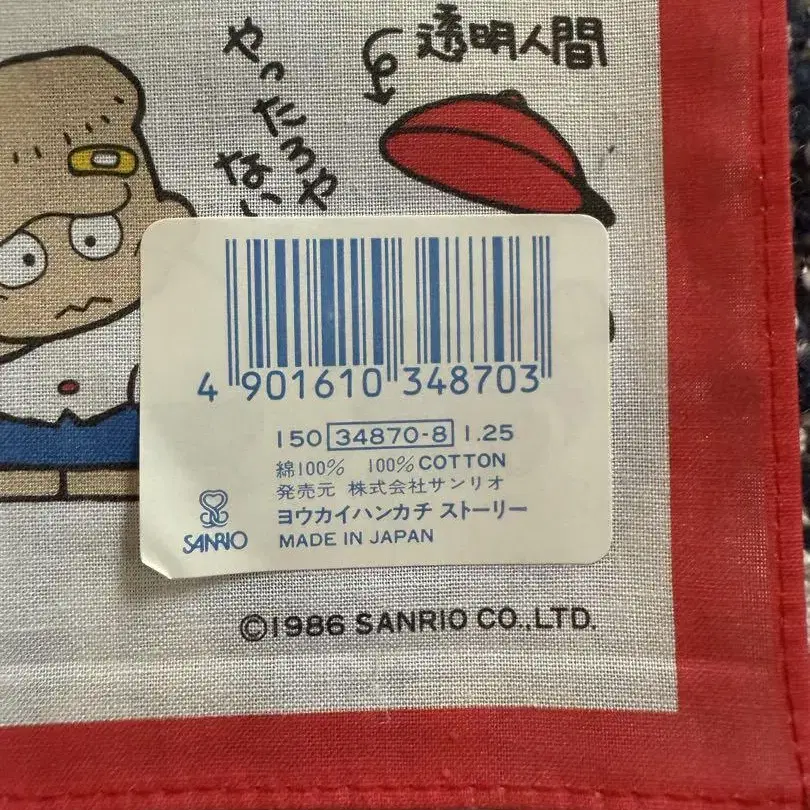 透明人間
やったろや
ない
4 901610 348703
150 34870-8 1.25
綿100% 100% COTTON
発売元 株式会社サンリオ
ヨウカイハンカチ ストーリー
SANRIO
MADE IN JAPAN
©1986 SANRIO CO.,LTD.